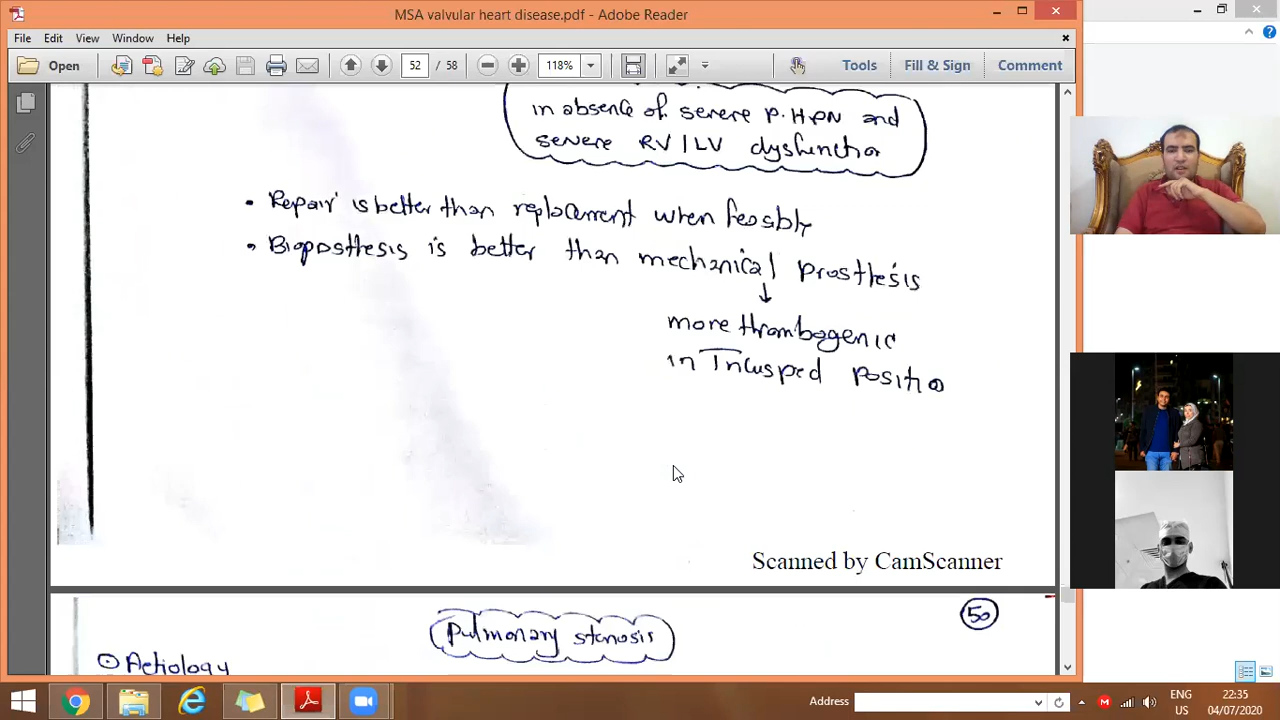 MSA valvular heart disease.pdf - Adobe Reader
File Edit View Window Help
Open 52 / 58 118% Tools Fill & Sign Comment
in absence of severe P. HPN and
severe RV/LV dysfunction
• Repair is better than replacment when feasible
• Bioprosthesis is better than mechanical prosthesis
↓
more thrombogenic
in Tricuspid position
Scanned by CamScanner
50
Pulmonary stenosis
Aetiology
Address
ENG
US
22:35
04/07/2020